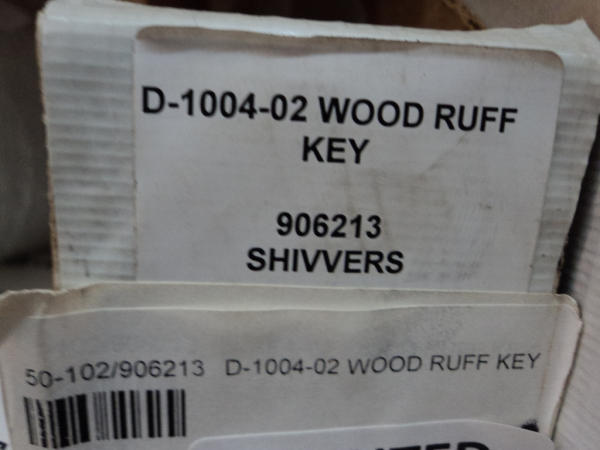 D-1004-02 WOOD RUFF
KEY
906213
SHIVVERS
50-102/906213 D-1004-02 WOOD RUFF KEY